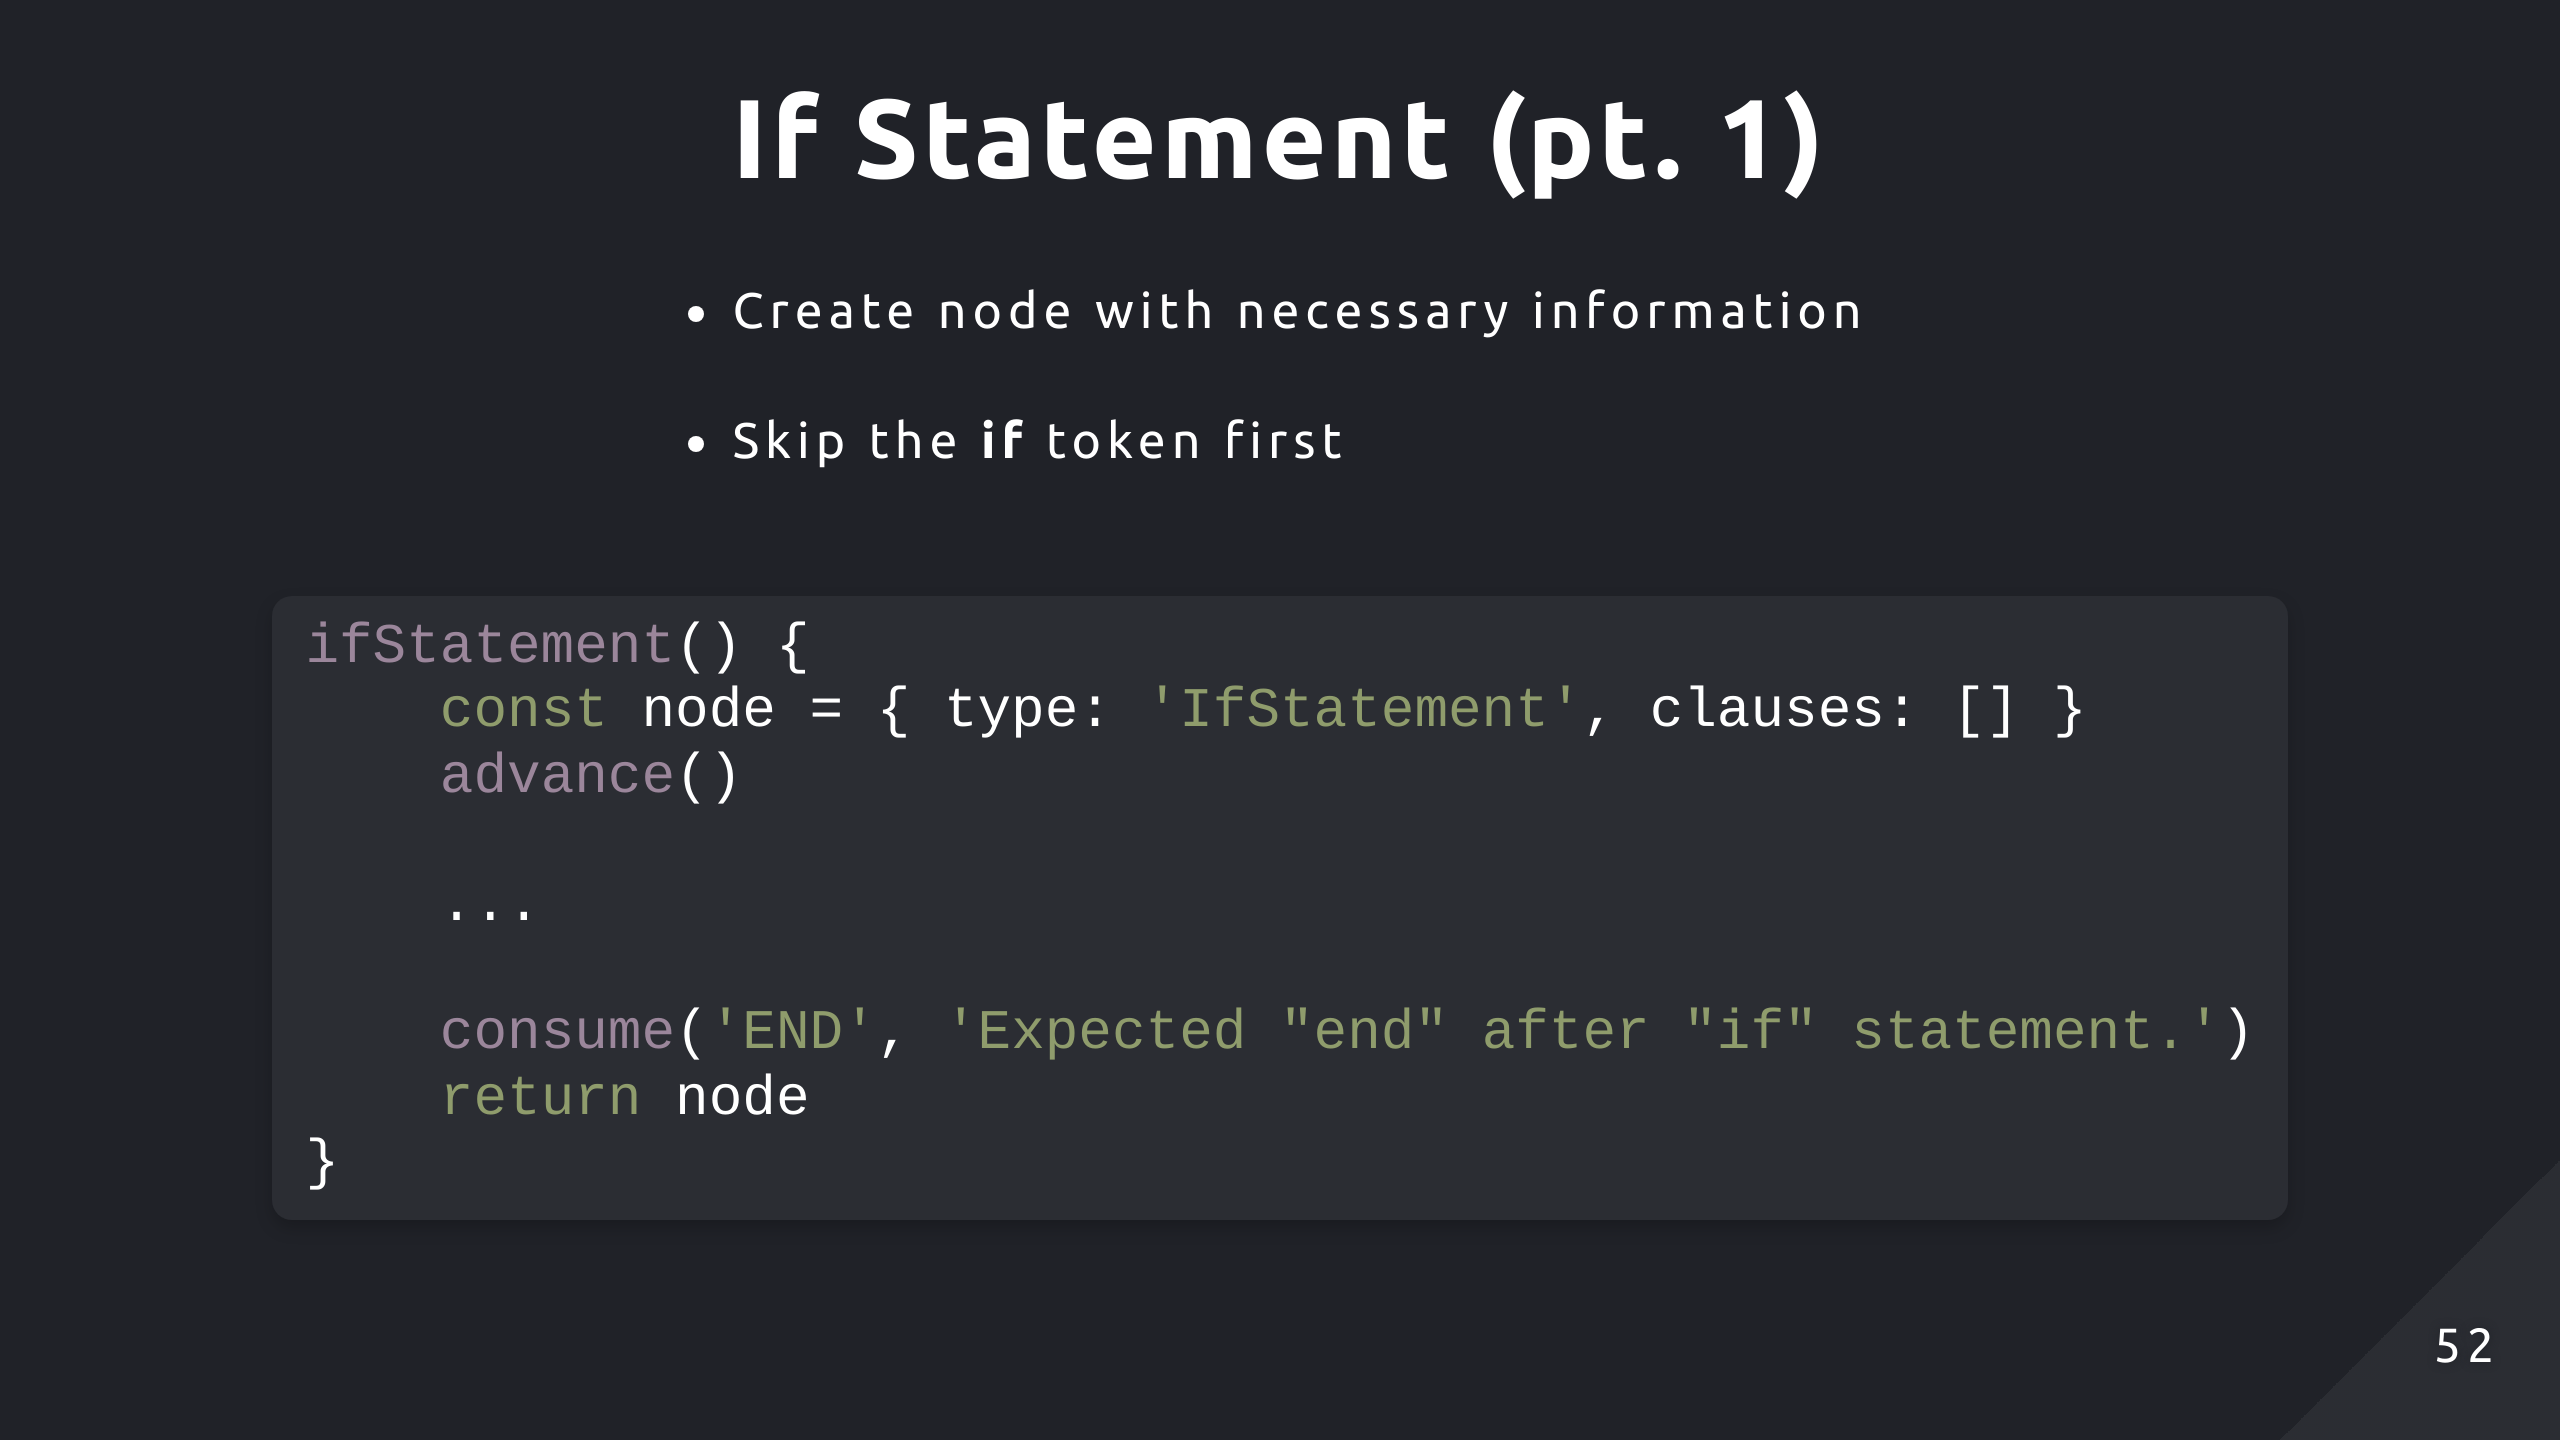 If Statement (pt. 1)
• Create node with necessary information
• Skip the if token first
ifStatement() {
    const node = { type: 'IfStatement', clauses: [] }
    advance()
    ...
    consume('END', 'Expected "end" after "if" statement.')
    return node
}
52